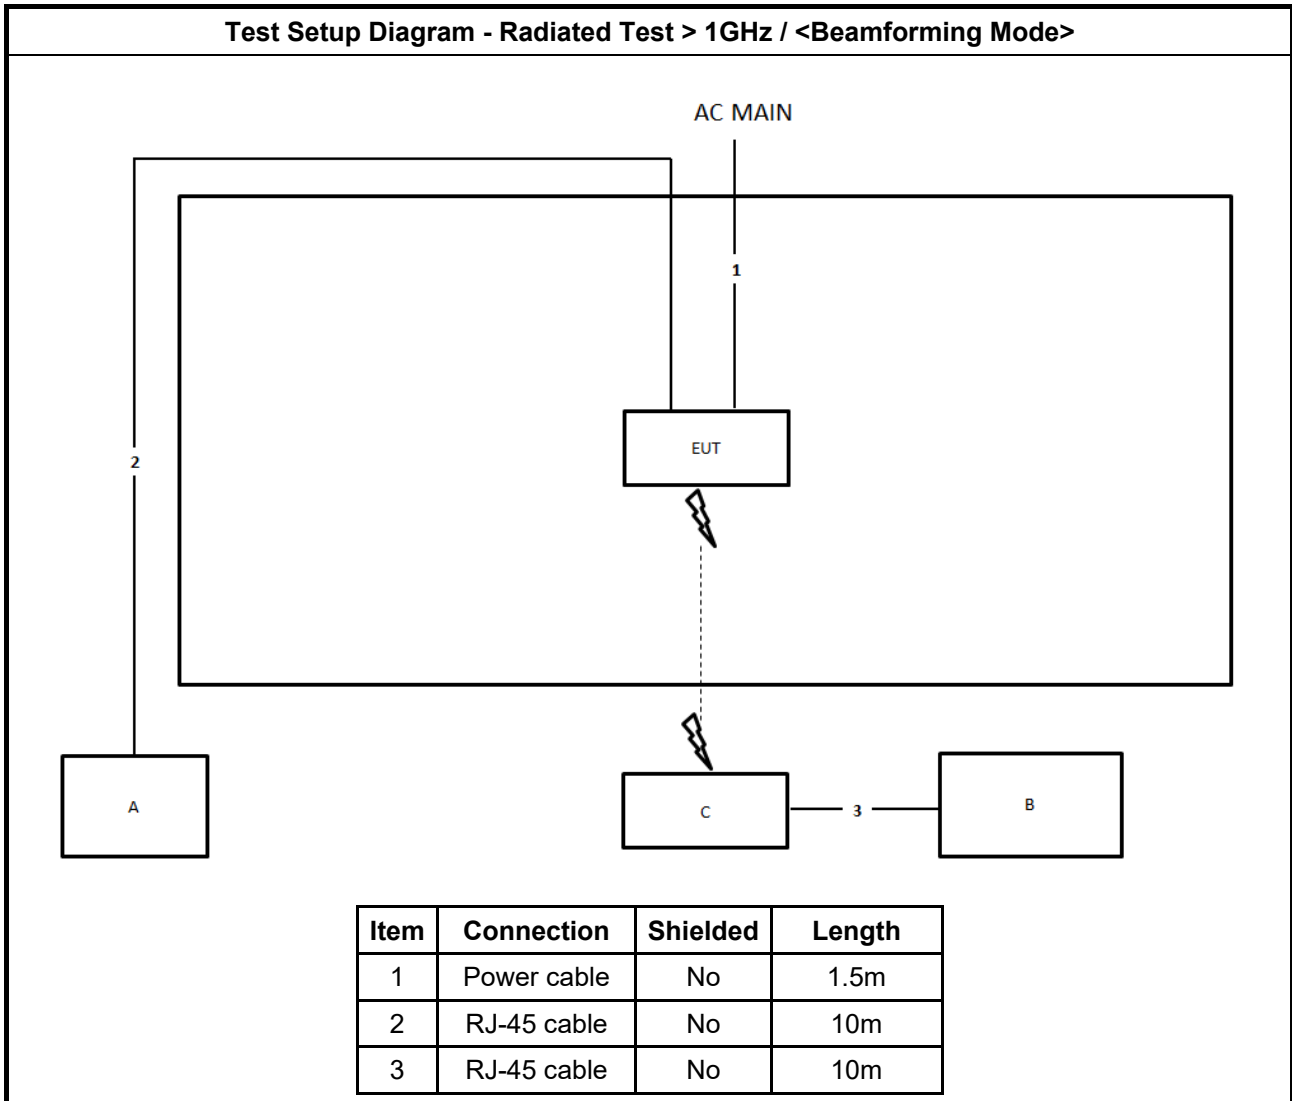 Test Setup Diagram - Radiated Test > 1GHz / <Beamforming Mode>
AC MAIN
1
EUT
2
A
C
3
B
Item Connection Shielded Length
1 Power cable No 1.5m
2 RJ-45 cable No 10m
3 RJ-45 cable No 10m